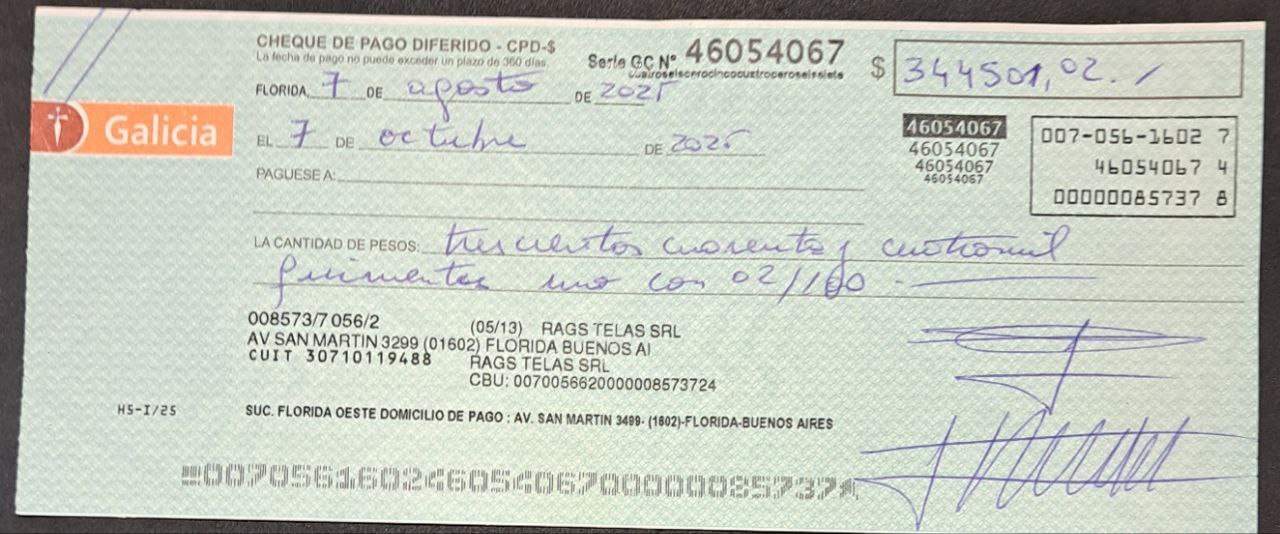 CHEQUE DE PAGO DIFERIDO - CPD-$
La fecha de pago no puede exceder un plazo de 360 días.
Serie GC Nº 46054067
cuatroseiscerocincocuatroceroseissiete
$ 344501,02. /
FLORIDA, 7 DE agosto DE 2025
Galicia
EL 7 DE octubre DE 2025
PAGUESE A:
46054067
46054067
46054067
46054067
007-056-1602 7
46054067 4
00000085737 8
LA CANTIDAD DE PESOS: trescientos cuarenta y cuatromil
quinientos uno con 02/100 . —
008573/7 056/2 (05/13) RAGS TELAS SRL
AV SAN MARTIN 3299 (01602) FLORIDA BUENOS AI
CUIT 30710119488 RAGS TELAS SRL
CBU: 0070056620000008573724
HS-I/25
SUC. FLORIDA OESTE DOMICILIO DE PAGO : AV. SAN MARTIN 3499- (1602)-FLORIDA-BUENOS AIRES
00705616024605406700000085737